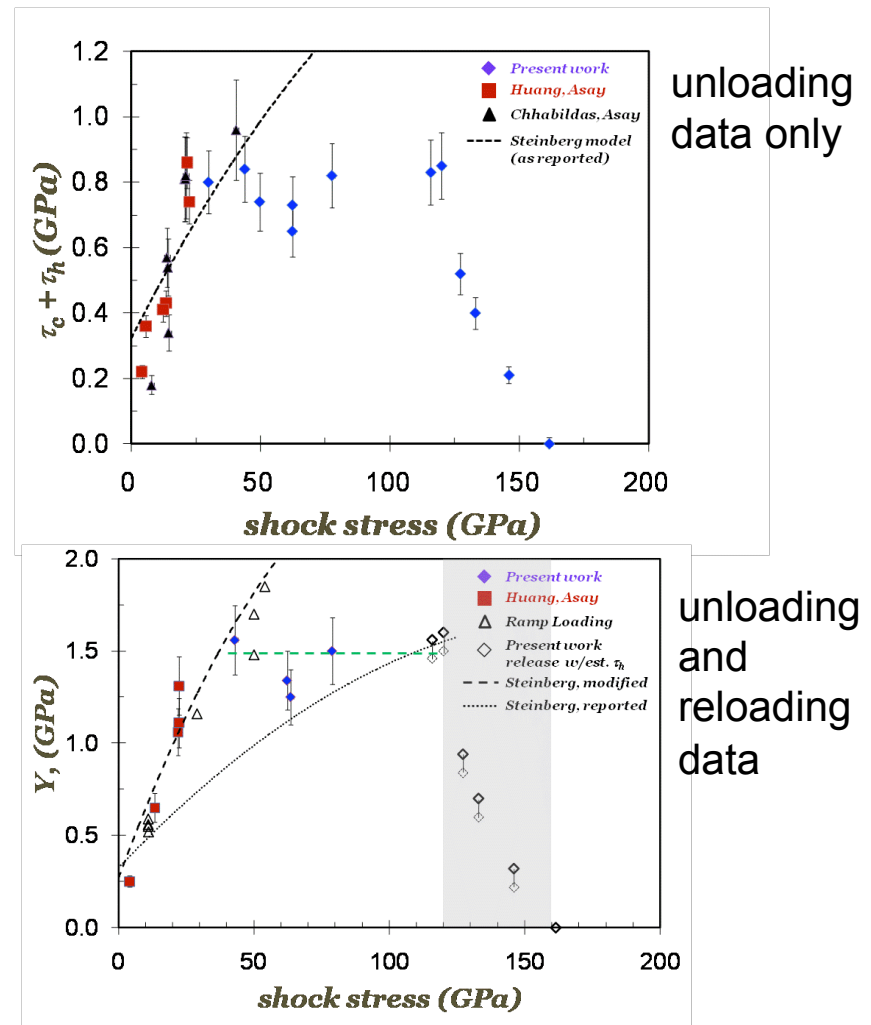 unloading
data only
1.2
1.0
0.8
0.6
0.4
0.2
0.0
τc + τh (GPa)
Present work
Huang, Asay
Chhabildas, Asay
Steinberg model
(as reported)
0 50 100 150 200
shock stress (GPa)
unloading
and
reloading
data
2.0
1.5
1.0
0.5
0.0
Y, (GPa)
Present work
Huang, Asay
Ramp Loading
Present work
release w/est. τh
Steinberg, modified
Steinberg, reported
0 50 100 150 200
shock stress (GPa)